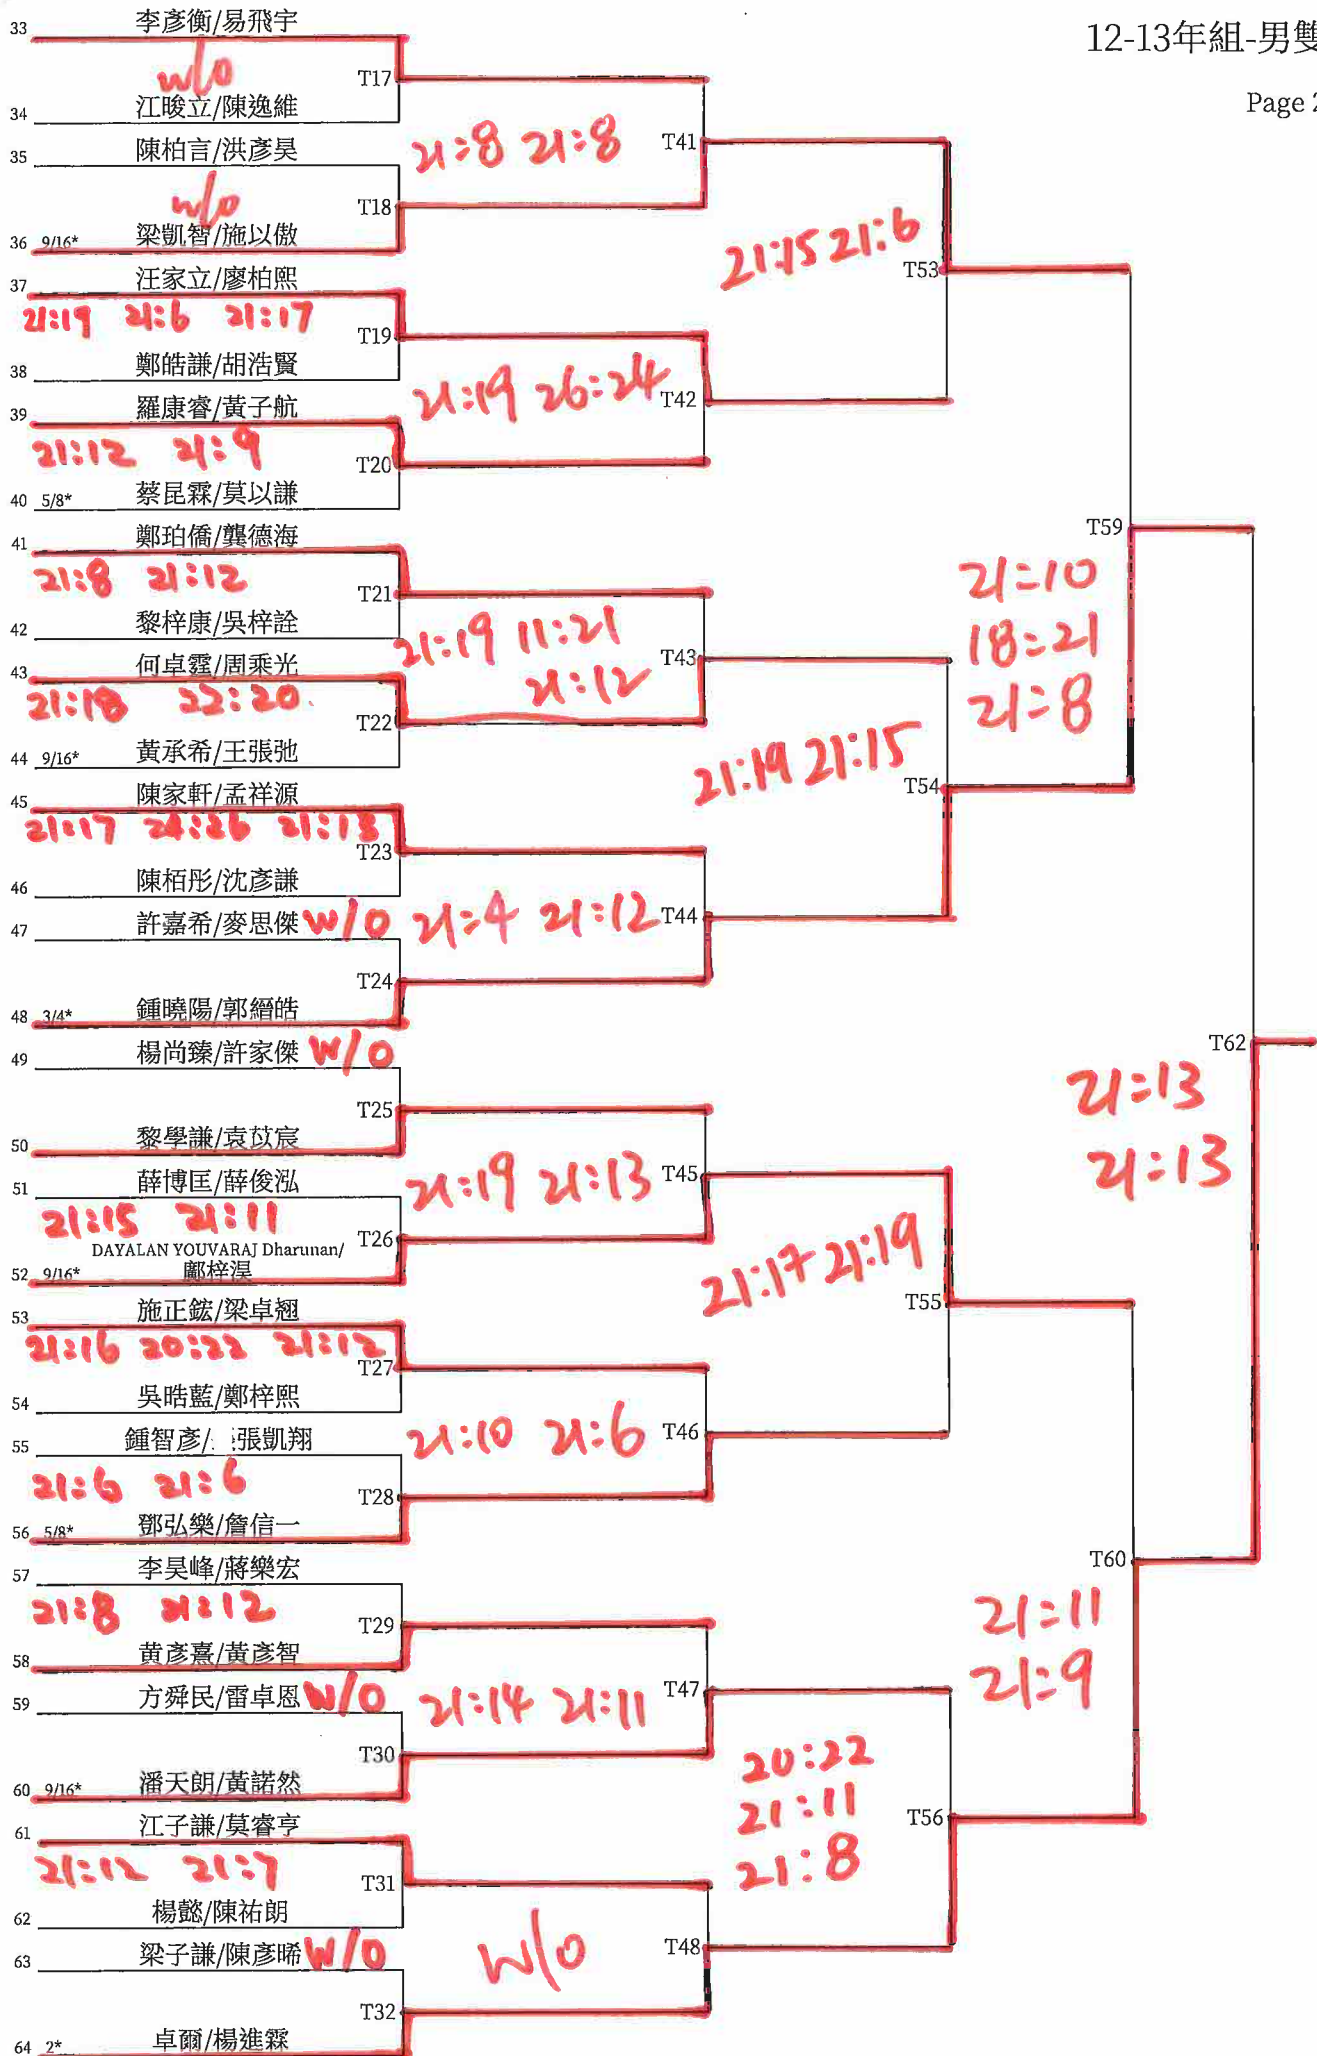 12-13年組-男雙
Page 2
33 李彥衡/易飛宇
w/o
T17
34 江晙立/陳逸維
35 陳柏言/洪彥昊
21:8 21:8
T41
w/o
T18
36 9/16* 梁凱智/施以傲
21:15 21:6
T53
37 汪家立/廖柏熙
21:19 21:6 21:17
T19
38 鄭皓謙/胡浩賢
21:19 26:24
T42
39 羅康睿/黃子航
21:12 21:9
T20
40 5/8* 蔡昆霖/莫以謙
T59
41 鄭珀僑/龔德海
21:8 21:12
T21
21:10
18:21
21:8
42 黎梓康/吳梓詮
21:19 11:21
21:12
T43
43 何卓霆/周乘光
21:18 22:20
T22
44 9/16* 黃承希/王張弛
21:19 21:15
T54
45 陳家軒/孟祥源
21:17 24:26 21:13
T23
46 陳栢彤/沈彥謙
47 許嘉希/麥思傑 W/O
21:4 21:12
T44
T24
48 3/4* 鍾曉陽/郭縉皓
T62
49 楊尚臻/許家傑 W/O
21:13
21:13
T25
50 黎學謙/袁苡宸
51 薛博匡/薛俊泓
21:19 21:13
T45
21:15 21:11
T26
DAYALAN YOUVARAJ Dharunan/
52 9/16* 鄺梓淏
21:17 21:19
T55
53 施正鋐/梁卓翹
21:16 20:22 21:12
T27
54 吳晧藍/鄭梓熙
55 鍾智彥/張凱翔
21:10 21:6
T46
21:6 21:6
T28
56 5/8* 鄧弘樂/詹信一
T60
57 李昊峰/蔣樂宏
21:8 21:12
T29
21:11
21:9
58 黃彥熹/黃彥智
59 方舜民/雷卓恩 W/O
21:14 21:11
T47
T30
60 9/16* 潘天朗/黃諾然
20:22
21:11
21:8
T56
61 江子謙/莫睿亨
21:12 21:7
T31
62 楊懿/陳祐朗
63 梁子謙/陳彥晞 W/O
W/O
T48
T32
64 2* 卓爾/楊進霖